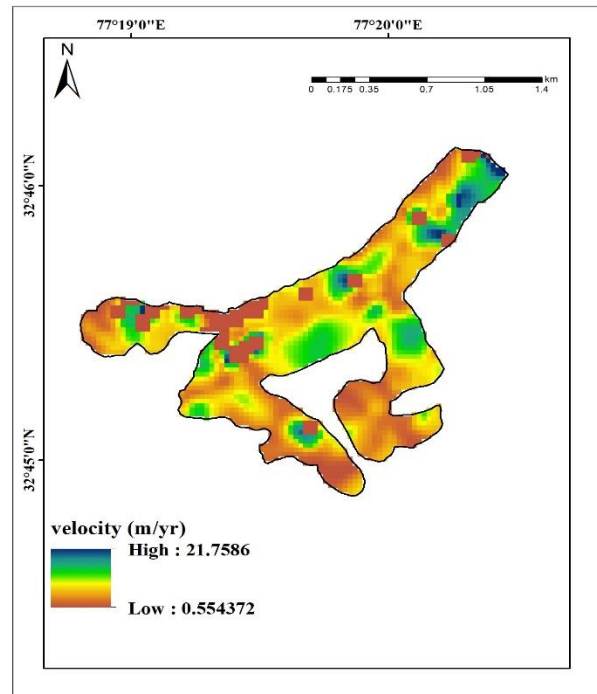 77°19'0"E 77°20'0"E
N
km
0 0.175 0.35 0.7 1.05 1.4
32°46'0"N
32°45'0"N
velocity (m/yr)
High : 21.7586
Low : 0.554372